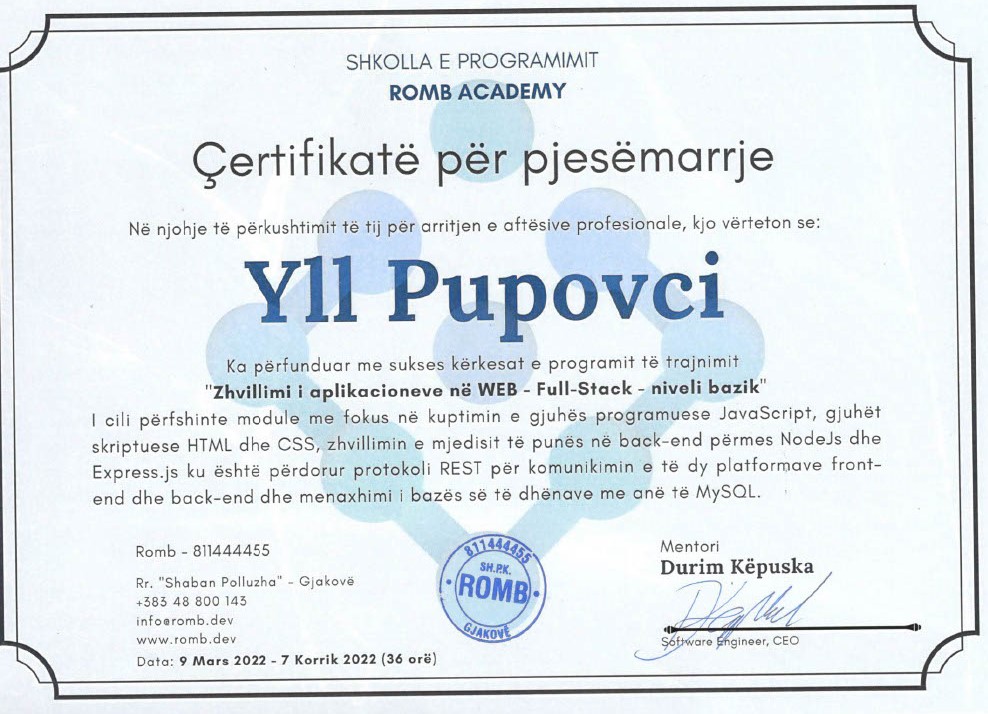 SHKOLLA E PROGRAMIMIT
ROMB ACADEMY
Çertifikatë për pjesëmarrje
Në njohje të përkushtimit të tij për arritjen e aftësive profesionale, kjo vërteton se:
Yll Pupovci
Ka përfunduar me sukses kërkesat e programit të trajnimit
"Zhvillimi i aplikacioneve në WEB - Full-Stack - niveli bazik"
I cili përfshinte module me fokus në kuptimin e gjuhës programuese JavaScript, gjuhët
skriptuese HTML dhe CSS, zhvillimin e mjedisit të punës në back-end përmes NodeJs dhe
Express.js ku është përdorur protokoli REST për komunikimin e të dy platformave front-
end dhe back-end dhe menaxhimi i bazës së të dhënave me anë të MySQL.
Romb - 811444455
Rr. "Shaban Polluzha" - Gjakovë
+383 48 800 143
info@romb.dev
www.romb.dev
Data: 9 Mars 2022 - 7 Korrik 2022 (36 orë)
811444455
SH.P.K.
ROMB
GJAKOVË
Mentori
Durim Këpuska
Software Engineer, CEO